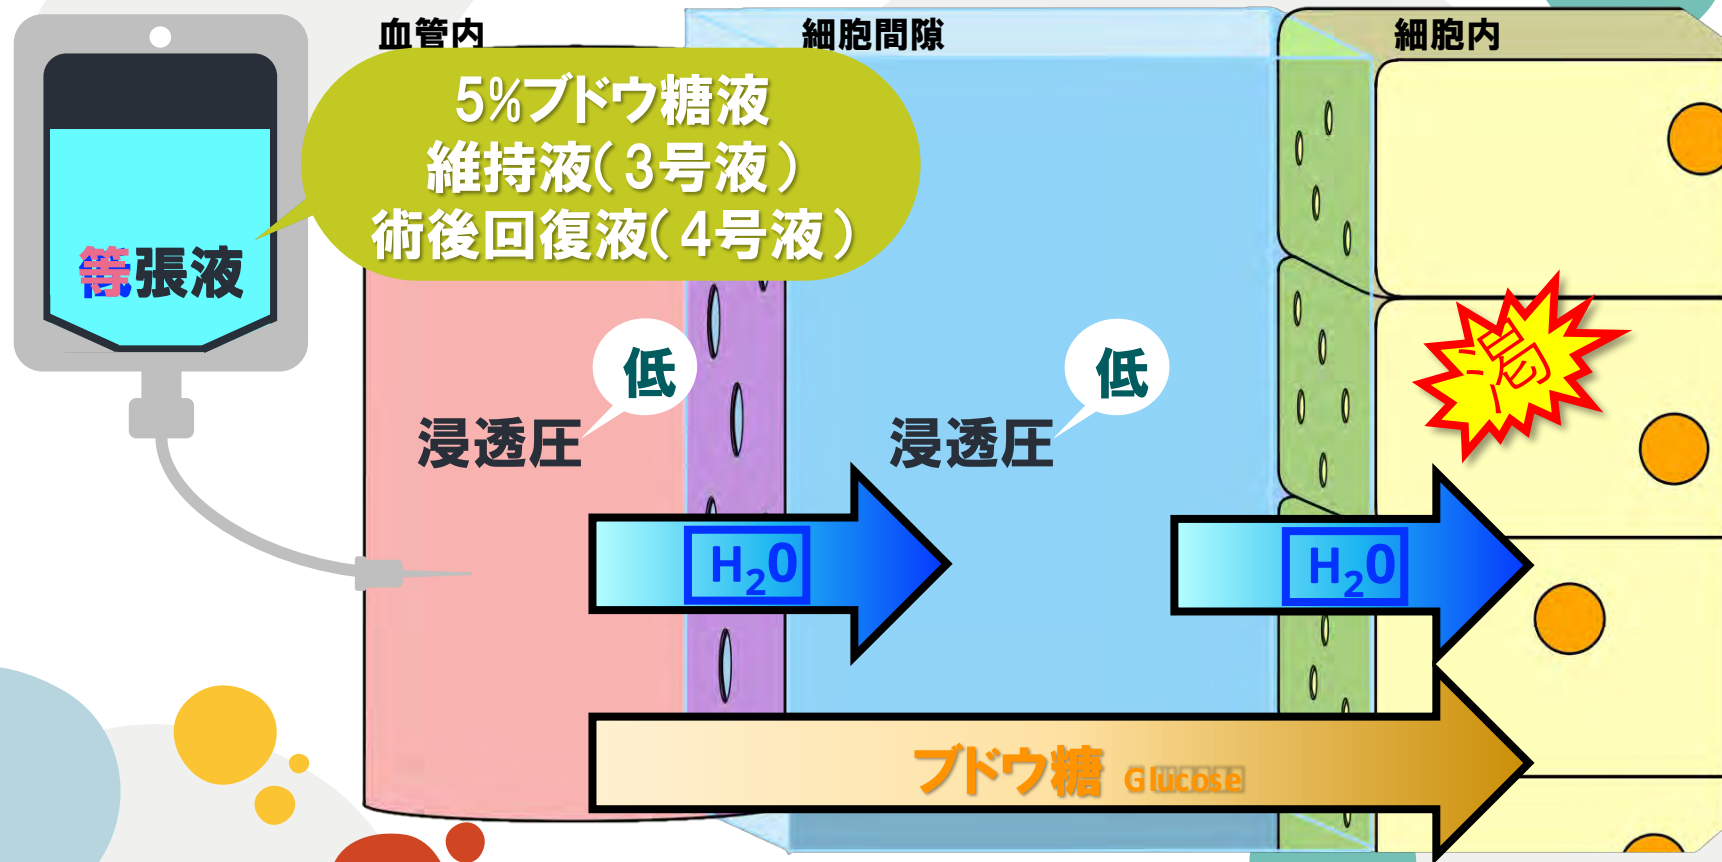 血管内
細胞間隙
細胞内
5%ブドウ糖液
維持液(3号液)
術後回復液(4号液)
張液
低
低
浸透圧
浸透圧
H₂O
H₂O
ブドウ糖 Glucose